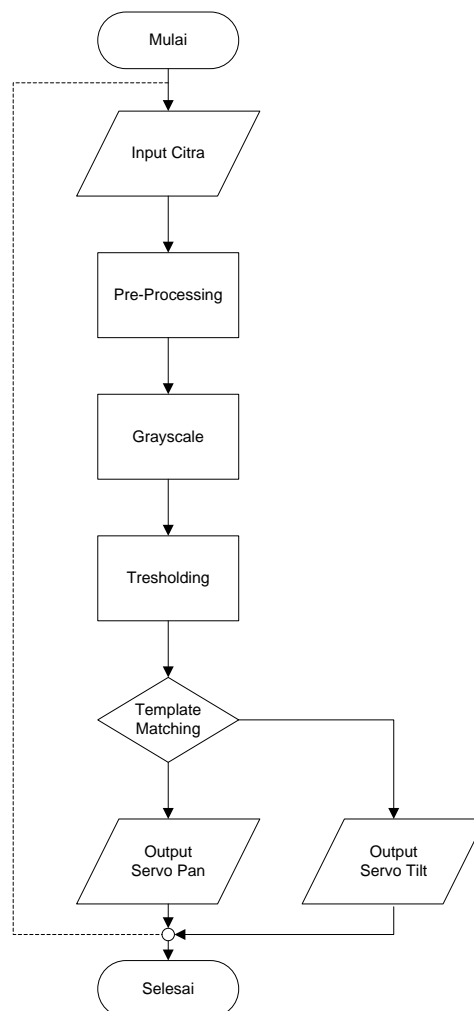 Mulai
Input Citra
Pre-Processing
Grayscale
Tresholding
Template
Matching
Output
Servo Pan
Output
Servo Tilt
Selesai